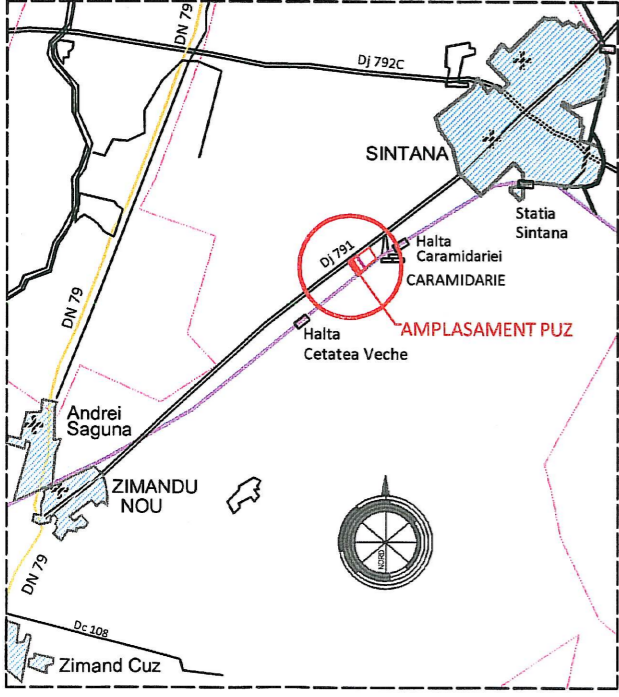 DN 79
Dj 792C
SINTANA
Statia
Sintana
Dj 791
Halta
Caramidariei
CARAMIDARIE
AMPLASAMENT PUZ
DN 79
Halta
Cetatea Veche
Andrei
Saguna
ZIMANDU
NOU
NORD
DN 79
Dc 108
Zimand Cuz